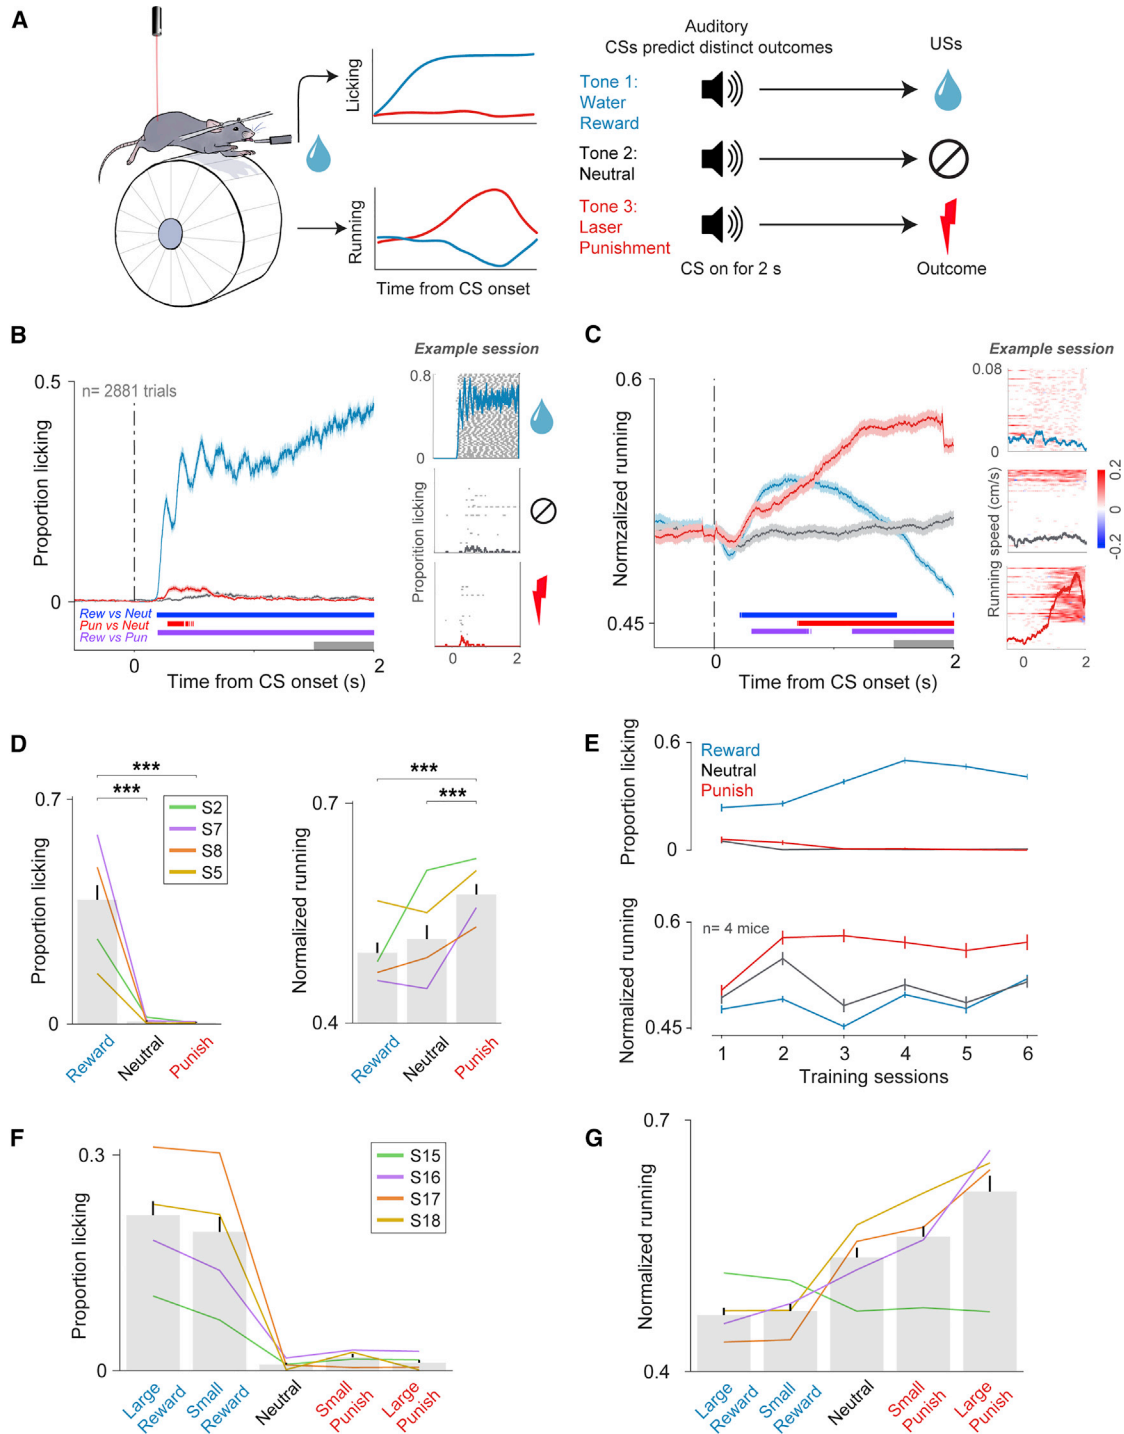 A
Licking
Running
Time from CS onset
Auditory
CSs predict distinct outcomes
USs
Tone 1:
Water
Reward
Tone 2:
Neutral
Tone 3:
Laser
Punishment
CS on for 2 s
Outcome
B
Example session
n= 2881 trials
0.5
0
Proportion licking
Rew vs Neut
Pun vs Neut
Rew vs Pun
0
2
Time from CS onset (s)
0.8
0
Proportion licking
0
2
C
Example session
0.6
0.45
Normzalized running
0
2
Time from CS onset (s)
0.08
0
Running speed (cm/s)
0.2
0
-0.2
0
2
D
***
***
0.7
0
Proportion licking
S2
S7
S8
S5
Reward
Neutral
Punish
***
***
0.7
0.4
Normalized running
Reward
Neutral
Punish
E
0.6
0
Proportion licking
Reward
Neutral
Punish
0.6
0.45
Normalized running
n= 4 mice
1
2
3
4
5
6
Training sessions
F
0.3
0
Proportion licking
S15
S16
S17
S18
Large
Reward
Small
Reward
Neutral
Small
Punish
Large
Punish
G
0.7
0.4
Normalized running
Large
Reward
Small
Reward
Neutral
Small
Punish
Large
Punish